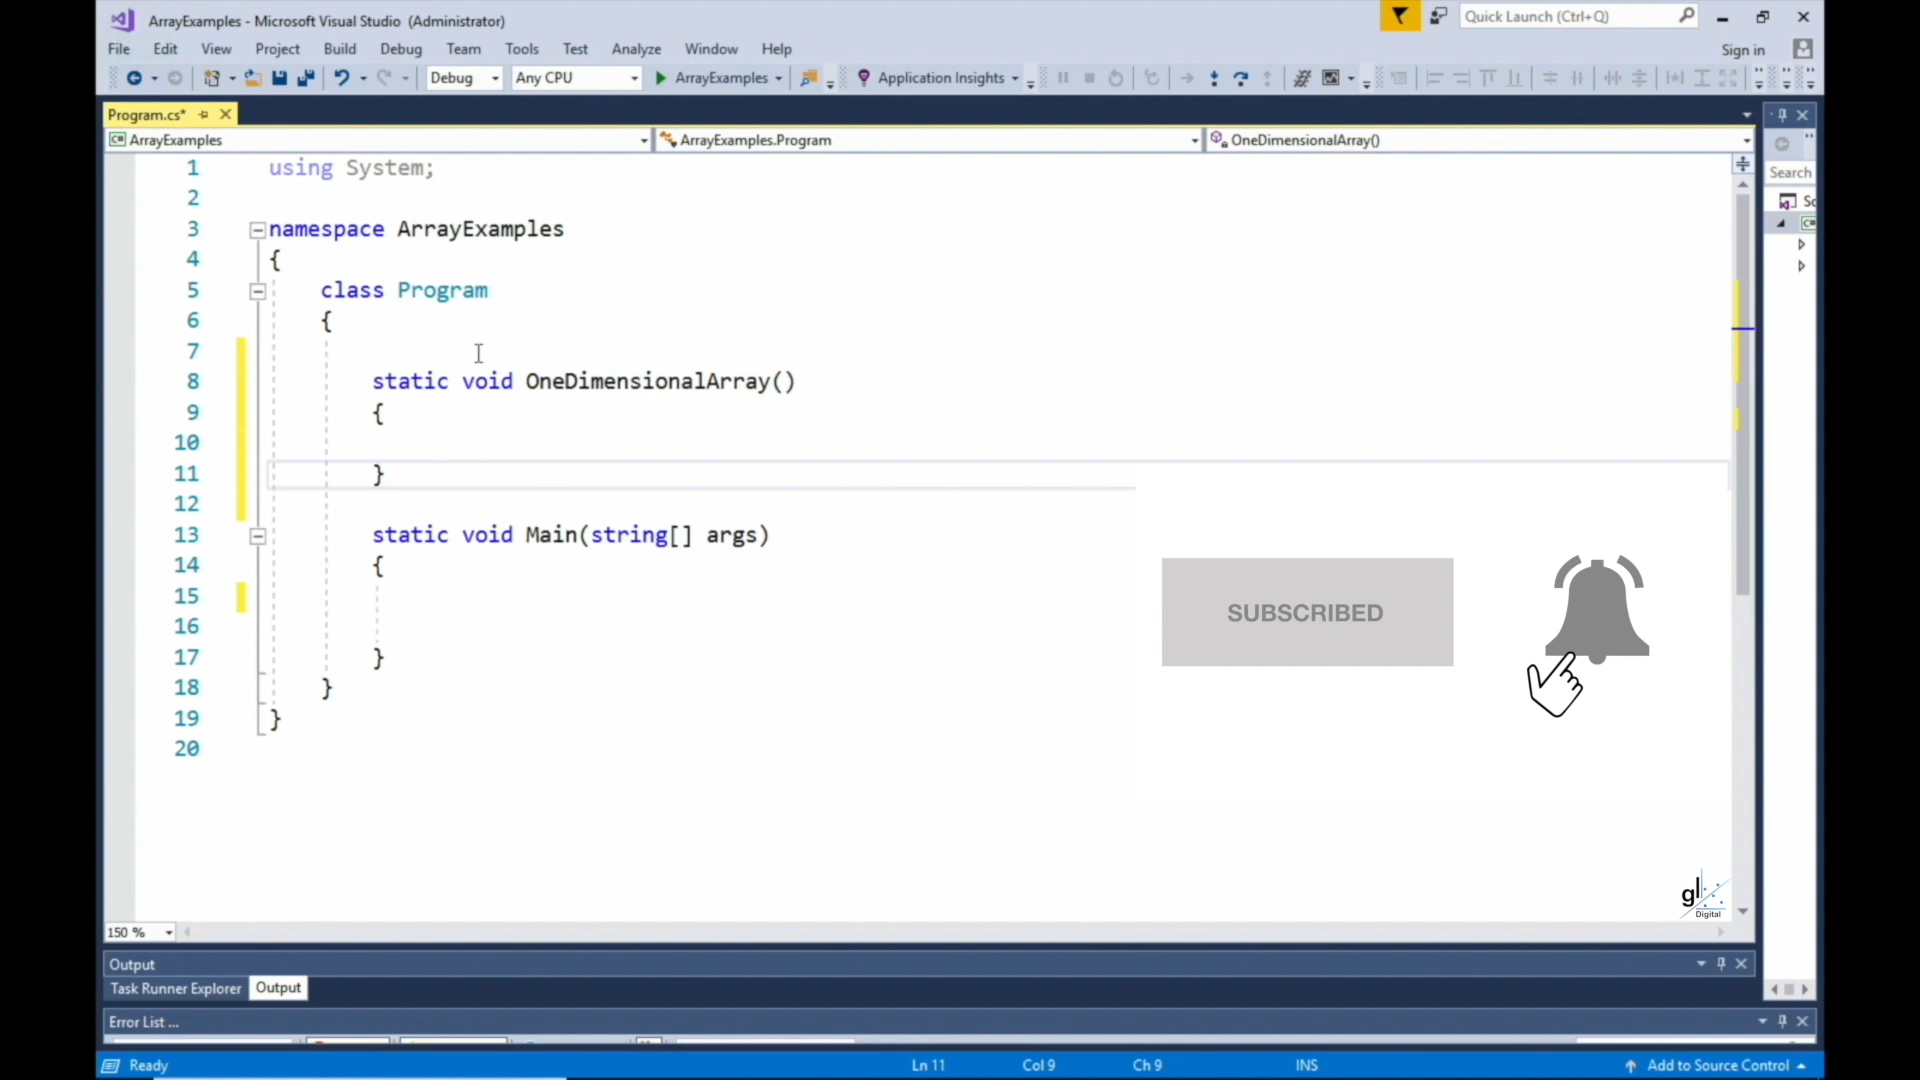 ArrayExamples - Microsoft Visual Studio (Administrator)
Quick Launch (Ctrl+Q)
File Edit View Project Build Debug Team Tools Test Analyze Window Help
Sign in
Debug Any CPU ArrayExamples Application Insights
Program.cs*
ArrayExamples ArrayExamples.Program OneDimensionalArray()
Search
1 using System;
2
3 namespace ArrayExamples
4 {
5 class Program
6 {
7
8 static void OneDimensionalArray()
9 {
10
11 }
12
13 static void Main(string[] args)
14 {
15
16
17 }
18 }
19 }
20
SUBSCRIBED
gl
Digital
150 %
Output
Task Runner Explorer Output
Error List ...
Ready Ln 11 Col 9 Ch 9 INS Add to Source Control